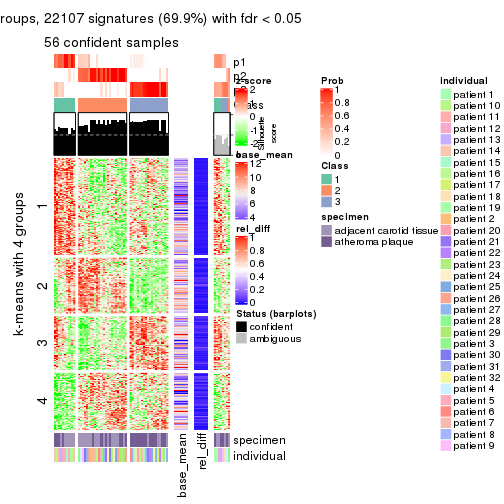 roups, 22107 signatures (69.9%) with fdr < 0.05
56 confident samples
p1
p2
z-score
2
1
0
-1
-2
silhouette
score
base_mean
12
10
8
6
4
rel_diff
1
0.8
0.6
0.4
0.2
0
Status (barplots)
confident
ambiguous
Prob
1
0.8
0.6
0.4
0.2
0
Class
1
2
3
specimen
adjacent carotid tissue
atheroma plaque
individual
patient 1
patient 10
patient 11
patient 12
patient 13
patient 14
patient 15
patient 16
patient 17
patient 18
patient 19
patient 2
patient 20
patient 21
patient 22
patient 23
patient 24
patient 25
patient 26
patient 27
patient 28
patient 29
patient 3
patient 30
patient 31
patient 32
patient 4
patient 5
patient 6
patient 7
patient 8
patient 9
k-means with 4 groups
1
2
3
4
specimen
individual
base_mean
rel_diff